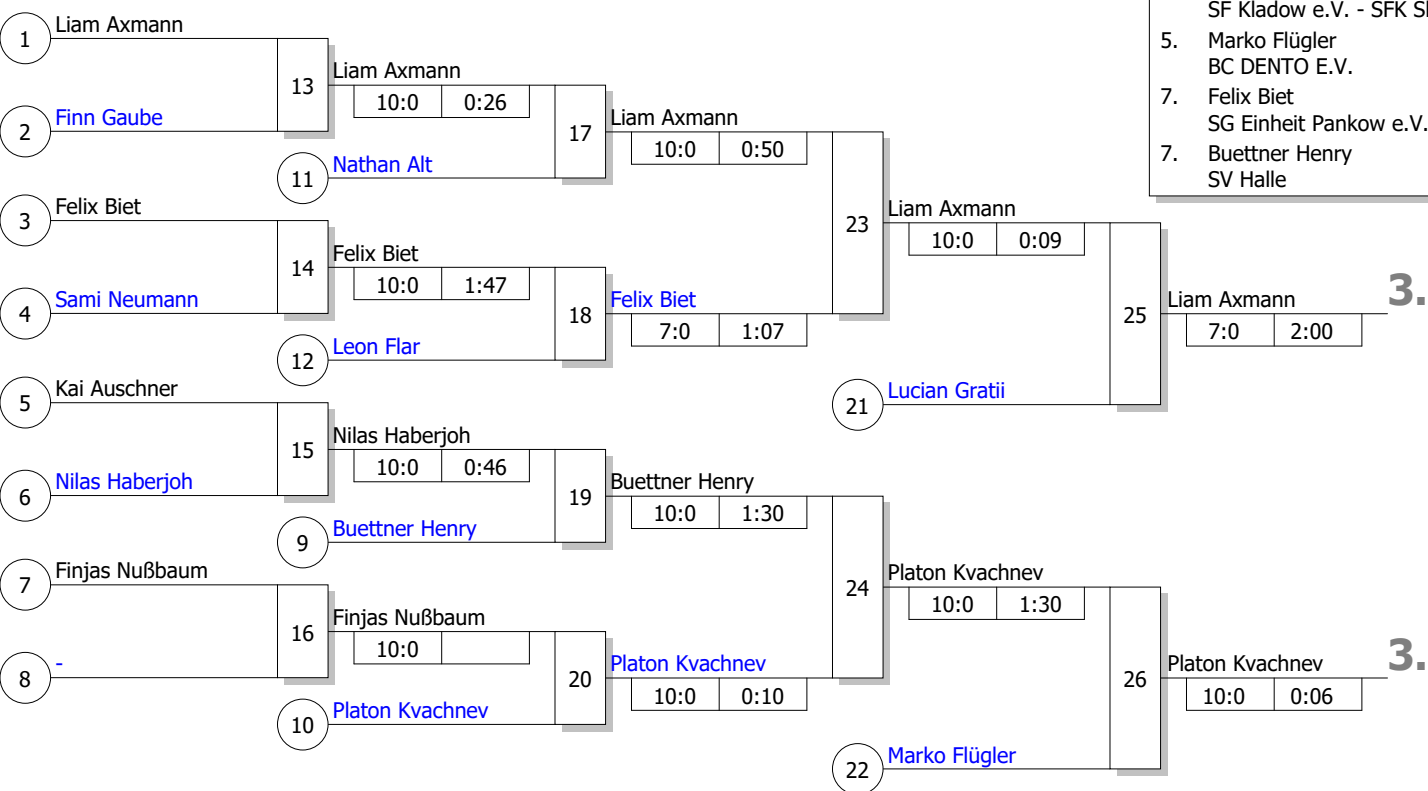 SF Kladow e.V. - SFK
5. Marko Flügler
BC DENTO E.V.
7. Felix Biet
SG Einheit Pankow e.V.
7. Buettner Henry
SV Halle
1 Liam Axmann
2 Finn Gaube
3 Felix Biet
4 Sami Neumann
5 Kai Auschner
6 Nilas Haberjoh
7 Finjas Nußbaum
8 -
13 Liam Axmann
10:0 0:26
11 Nathan Alt
14 Felix Biet
10:0 1:47
12 Leon Flar
15 Nilas Haberjoh
10:0 0:46
9 Buettner Henry
16 Finjas Nußbaum
10:0
10 Platon Kvachnev
17 Liam Axmann
10:0 0:50
18 Felix Biet
7:0 1:07
19 Buettner Henry
10:0 1:30
20 Platon Kvachnev
10:0 0:10
23 Liam Axmann
10:0 0:09
21 Lucian Gratii
24 Platon Kvachnev
10:0 1:30
22 Marko Flügler
25 Liam Axmann 3.
7:0 2:00
26 Platon Kvachnev 3.
10:0 0:06